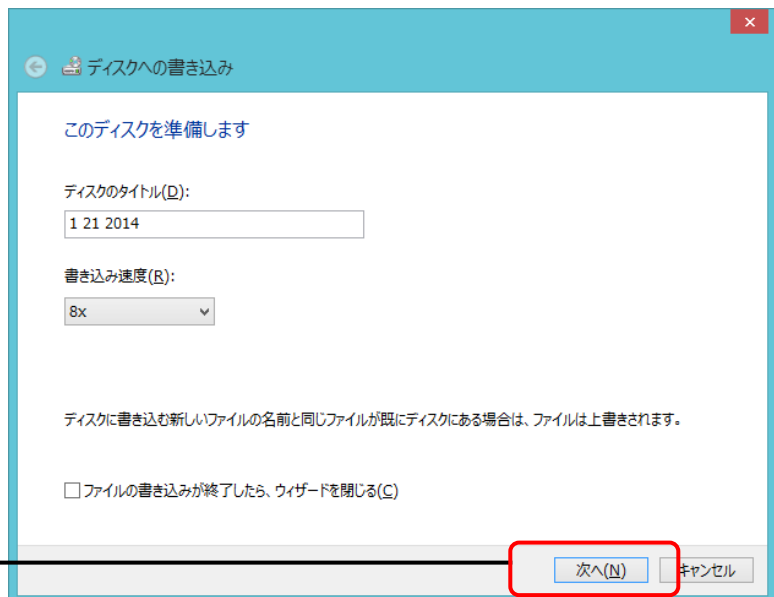 ディスクへの書き込み
このディスクを準備します
ディスクのタイトル(D):
1 21 2014
書き込み速度(R):
8x
ディスクに書き込む新しいファイルの名前と同じファイルが既にディスクにある場合は、ファイルは上書きされます。
ファイルの書き込みが終了したら、ウィザードを閉じる(C)
次へ(N) キャンセル